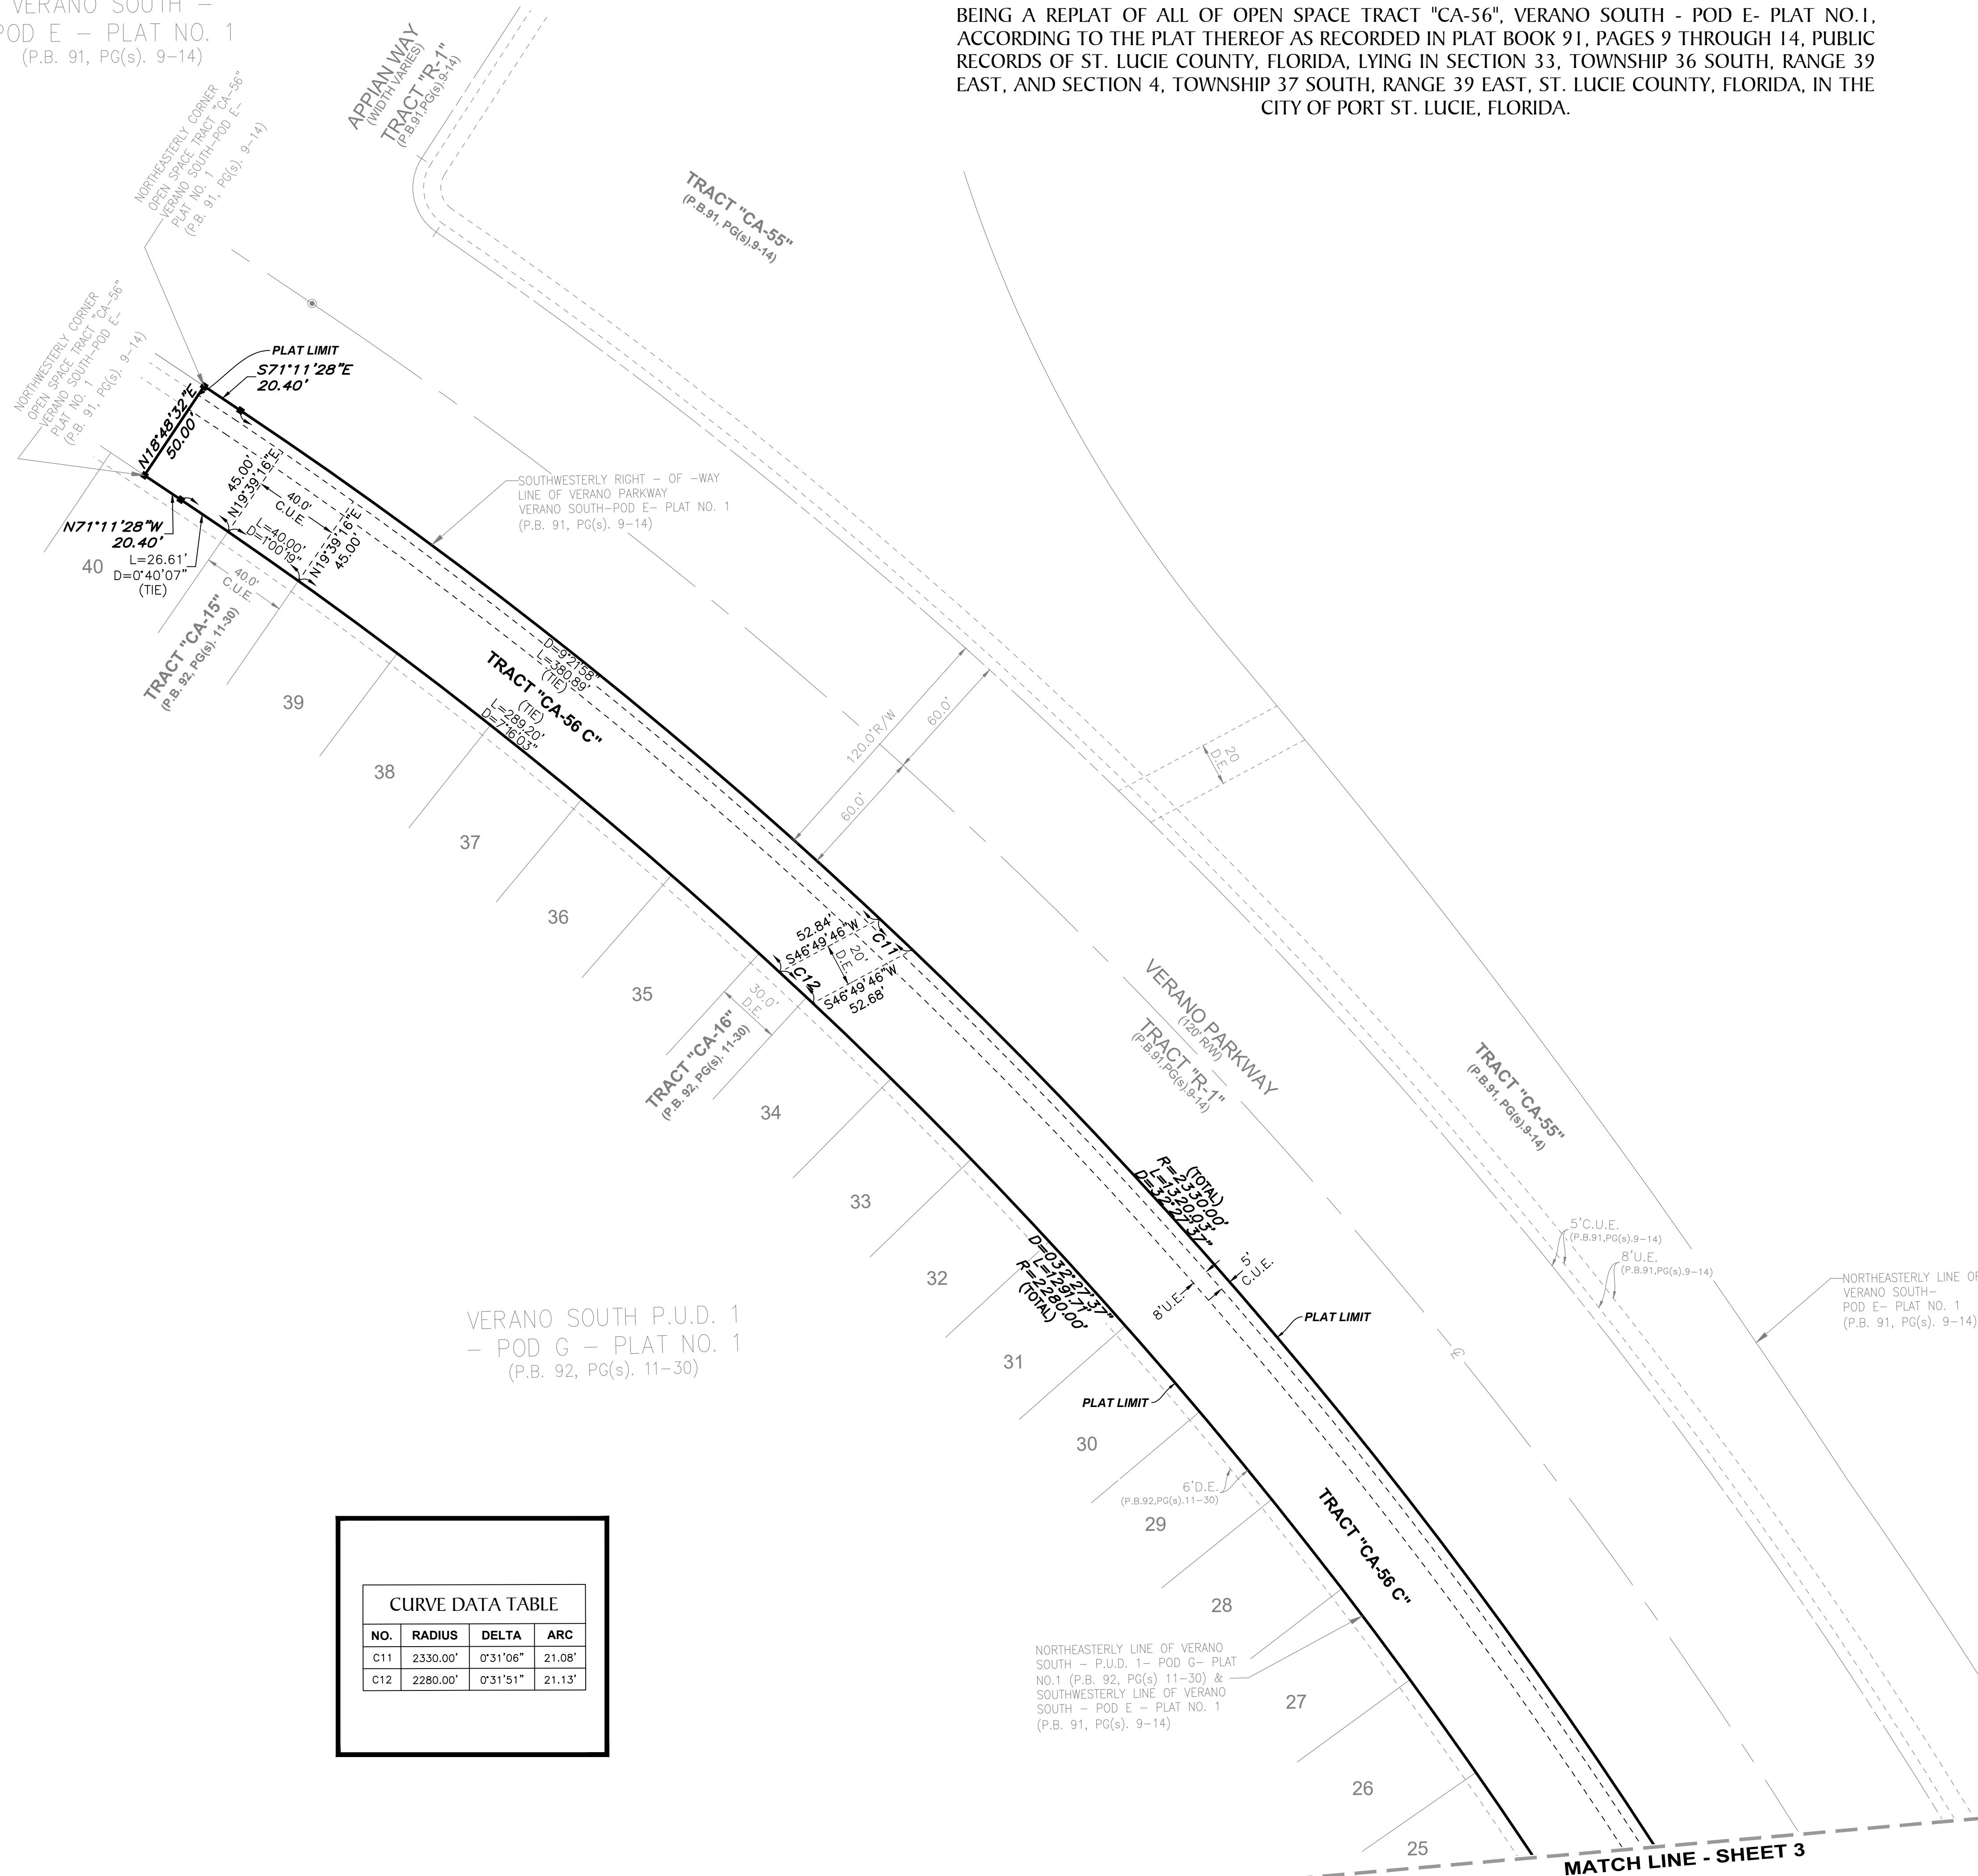 VERANO SOUTH –
POD E – PLAT NO. 1
(P.B. 91, PG(s). 9–14)
BEING A REPLAT OF ALL OF OPEN SPACE TRACT "CA-56", VERANO SOUTH - POD E- PLAT NO.1,
ACCORDING TO THE PLAT THEREOF AS RECORDED IN PLAT BOOK 91, PAGES 9 THROUGH 14, PUBLIC
RECORDS OF ST. LUCIE COUNTY, FLORIDA, LYING IN SECTION 33, TOWNSHIP 36 SOUTH, RANGE 39
EAST, AND SECTION 4, TOWNSHIP 37 SOUTH, RANGE 39 EAST, ST. LUCIE COUNTY, FLORIDA, IN THE
CITY OF PORT ST. LUCIE, FLORIDA.
APPIAN WAY
(WIDTH VARIES)
TRACT "R-1"
(P.B.91,PG(s).9-14)
NORTHEASTERLY CORNER
OPEN SPACE TRACT "CA–56"
VERANO SOUTH–POD E–
PLAT NO. 1
(P.B. 91, PG(s). 9–14)
TRACT "CA-55"
(P.B.91, PG(s).9-14)
NORTHWESTERLY CORNER
OPEN SPACE TRACT "CA–56"
VERANO SOUTH–POD E–
PLAT NO. 1
(P.B. 91, PG(s). 9–14)
PLAT LIMIT
S71°11'28"E
20.40'
N18°48'32"E
50.00'
45.00'
N19°39'16"E
40.0'
C.U.E.
L=40.00'
D=1°00'19"
N19°39'16"E
45.00'
N71°11'28"W
20.40'
L=26.61'
D=0°40'07"
(TIE)
40
40.0'
C.U.E.
TRACT "CA-15"
(P.B. 92, PG(s). 11-30)
SOUTHWESTERLY RIGHT – OF –WAY
LINE OF VERANO PARKWAY
VERANO SOUTH–POD E– PLAT NO. 1
(P.B. 91, PG(s). 9–14)
D=9°21'58"
L=380.89'
(TIE)
TRACT "CA-56 C"
(TIE)
L=289.20'
D=7°16'03"
39
38
37
36
35
120.0'R/W
60.0'
60.0'
20
D.E.
52.84'
S46°49'46"W
C11
20'
D.E.
C12
S46°49'46"W
52.68'
30.0'
D.E.
TRACT "CA-16"
(P.B. 92, PG(s). 11-30)
34
33
32
31
30
29
28
27
26
25
VERANO PARKWAY
(120' R/W)
TRACT "R-1"
(P.B.91,PG(s).9-14)
TRACT "CA-55"
(P.B.91, PG(s).9-14)
(TOTAL)
R=2330.00'
L=1320.03'
D=32°27'37"
D=032°27'37"
L=1291.71'
R=2280.00'
(TOTAL)
5'
C.U.E.
8'U.E.
PLAT LIMIT
5'C.U.E.
(P.B.91,PG(s).9–14)
8'U.E.
(P.B.91,PG(s).9–14)
NORTHEASTERLY LINE OF
VERANO SOUTH–
POD E– PLAT NO. 1
(P.B. 91, PG(s). 9–14)
℄
VERANO SOUTH P.U.D. 1
– POD G – PLAT NO. 1
(P.B. 92, PG(s). 11–30)
PLAT LIMIT
6'D.E.
(P.B.92,PG(s).11–30)
TRACT "CA-56 C"
NORTHEASTERLY LINE OF VERANO
SOUTH – P.U.D. 1– POD G– PLAT
NO.1 (P.B. 92, PG(s) 11–30) &
SOUTHWESTERLY LINE OF VERANO
SOUTH – POD E – PLAT NO. 1
(P.B. 91, PG(s). 9–14)
CURVE DATA TABLE
NO. RADIUS DELTA ARC
C11 2330.00' 0°31'06" 21.08'
C12 2280.00' 0°31'51" 21.13'
MATCH LINE - SHEET 3